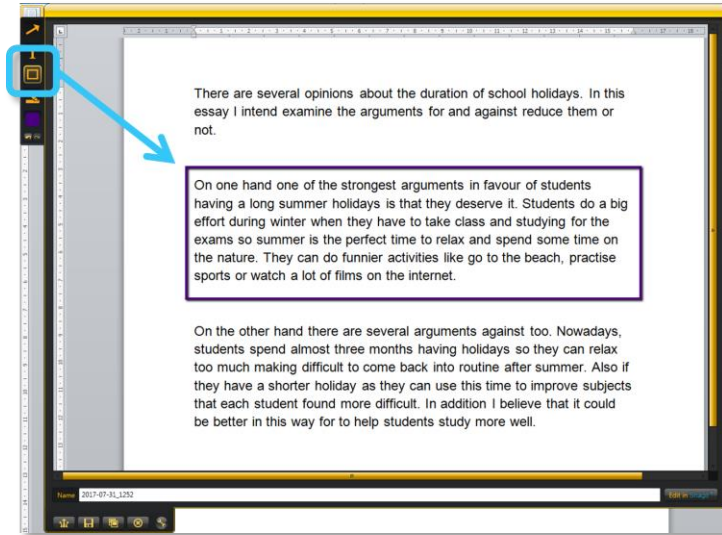 There are several opinions about the duration of school holidays. In this
essay I intend examine the arguments for and against reduce them or
not.
On one hand one of the strongest arguments in favour of students
having a long summer holidays is that they deserve it. Students do a big
effort during winter when they have to take class and studying for the
exams so summer is the perfect time to relax and spend some time on
the nature. They can do funnier activities like go to the beach, practise
sports or watch a lot of films on the internet.
On the other hand there are several arguments against too. Nowadays,
students spend almost three months having holidays so they can relax
too much making difficult to come back into routine after summer. Also if
they have a shorter holiday as they can use this time to improve subjects
that each student found more difficult. In addition I believe that it could
be better in this way for to help students study more well.
Name 2017-07-31_1252
Edit in Image